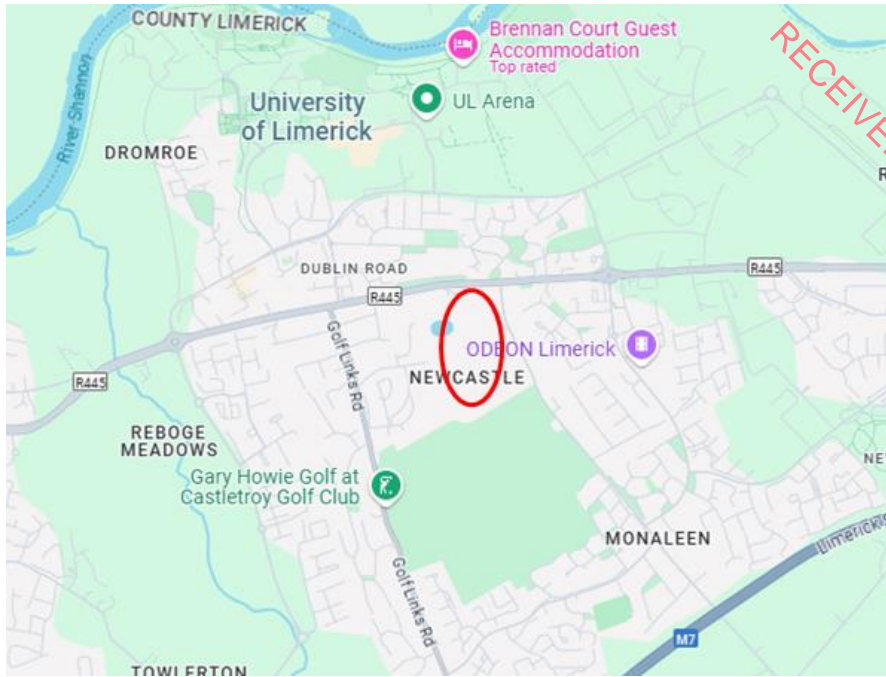 COUNTY LIMERICK
Brennan Court Guest
Accommodation
Top rated
RECEIVE
River Shannon
University
of Limerick
UL Arena
DROMROE
R
DUBLIN ROAD
R445
R445
Golf Links Rd
ODEON Limerick
NEWCASTLE
R445
REBOGE
MEADOWS
NE
Gary Howie Golf at
Castletroy Golf Club
MONALEEN
Limerick
Golf Links Rd
M7
TOWLERTON